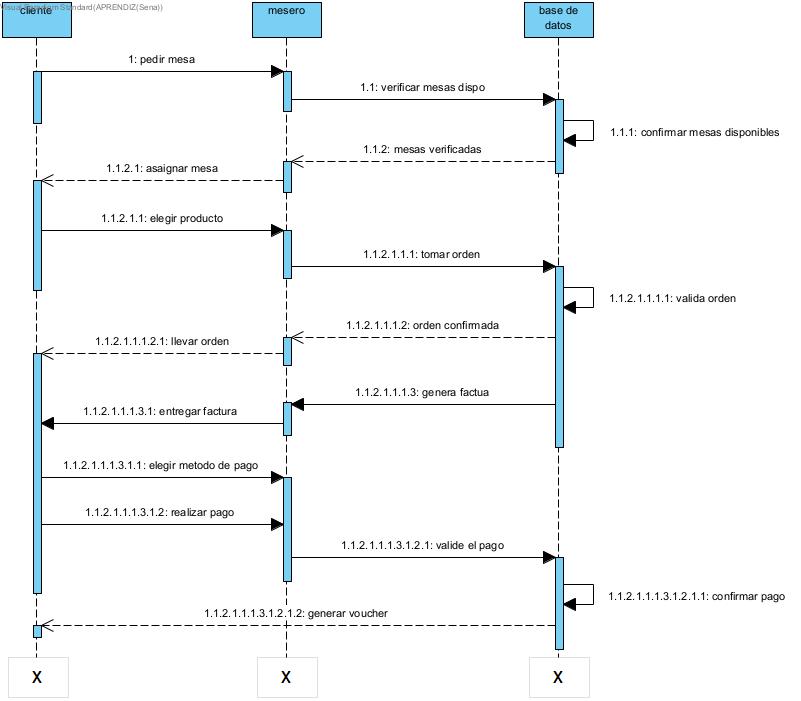 Visual Paradigm Standard(APRENDIZ(Sena))
cliente
mesero
base de
datos
1: pedir mesa
1.1: verificar mesas dispo
1.1.1: confirmar mesas disponibles
1.1.2: mesas verificadas
1.1.2.1: asaignar mesa
1.1.2.1.1: elegir producto
1.1.2.1.1.1: tomar orden
1.1.2.1.1.1.1: valida orden
1.1.2.1.1.1.2: orden confirmada
1.1.2.1.1.1.2.1: llevar orden
1.1.2.1.1.1.3: genera factua
1.1.2.1.1.1.3.1: entregar factura
1.1.2.1.1.1.3.1.1: elegir metodo de pago
1.1.2.1.1.1.3.1.2: realizar pago
1.1.2.1.1.1.3.1.2.1: valide el pago
1.1.2.1.1.1.3.1.2.1.1: confirmar pago
1.1.2.1.1.1.3.1.2.1.2: generar voucher
X
X
X